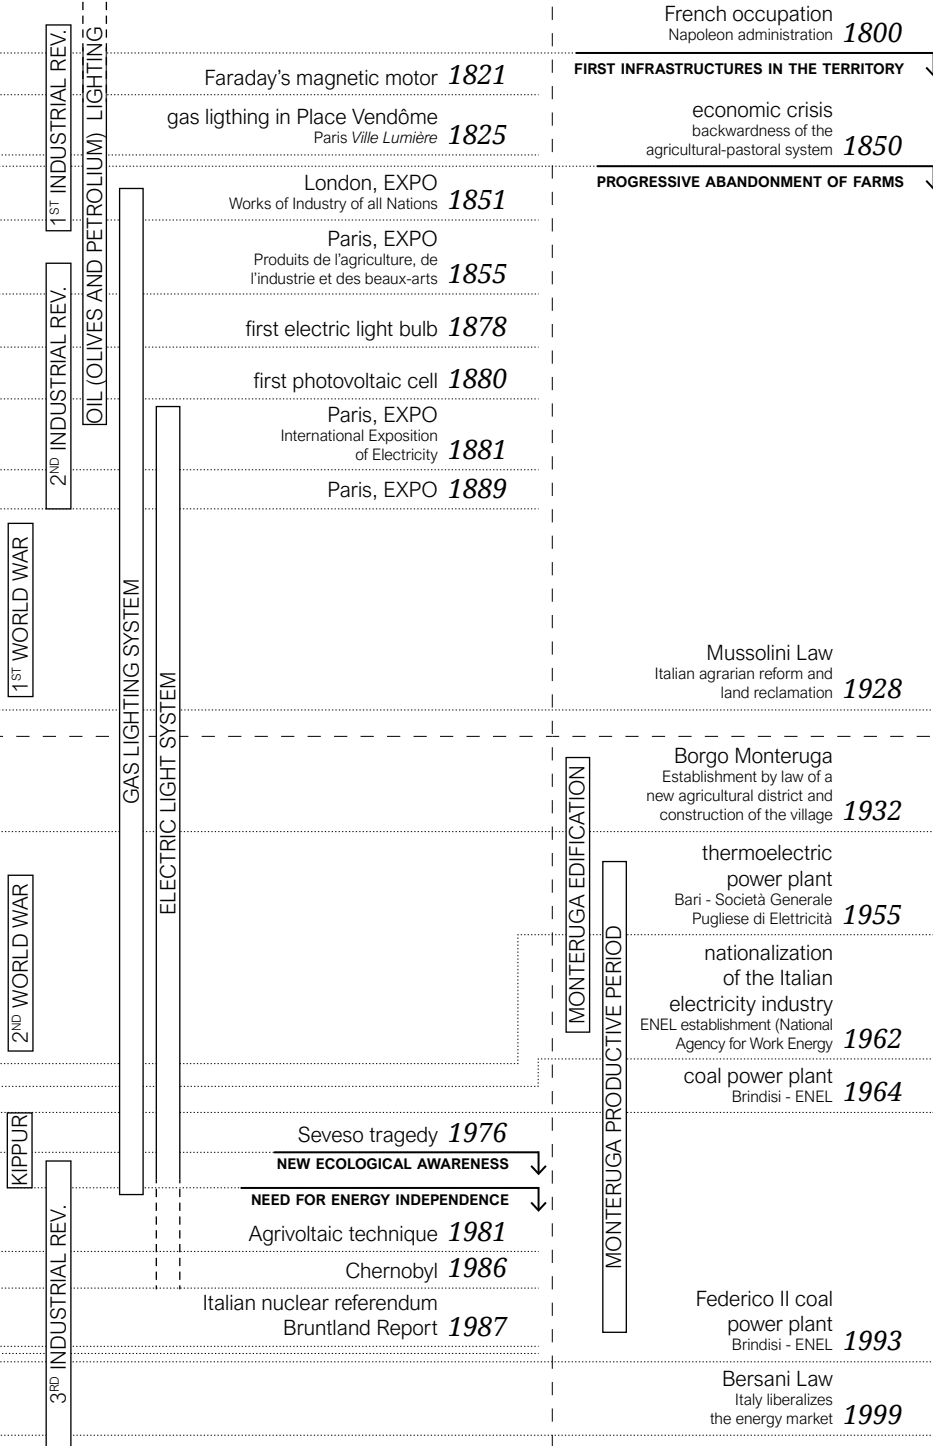 French occupation
Napoleon administration 1800
FIRST INFRASTRUCTURES IN THE TERRITORY
Faraday's magnetic motor 1821
gas ligthing in Place Vendôme
Paris Ville Lumière 1825
economic crisis
backwardness of the
agricultural-pastoral system 1850
PROGRESSIVE ABANDONMENT OF FARMS
London, EXPO
Works of Industry of all Nations 1851
Paris, EXPO
Produits de l'agriculture, de
l'industrie et des beaux-arts 1855
first electric light bulb 1878
first photovoltaic cell 1880
Paris, EXPO
International Exposition
of Electricity 1881
Paris, EXPO 1889
Mussolini Law
Italian agrarian reform and
land reclamation 1928
Borgo Monteruga
Establishment by law of a
new agricultural district and
construction of the village 1932
thermoelectric
power plant
Bari - Società Generale
Pugliese di Elettricità 1955
nationalization
of the Italian
electricity industry
ENEL establishment (National
Agency for Work Energy 1962
coal power plant
Brindisi - ENEL 1964
Seveso tragedy 1976
NEW ECOLOGICAL AWARENESS
NEED FOR ENERGY INDEPENDENCE
Agrivoltaic technique 1981
Chernobyl 1986
Italian nuclear referendum
Bruntland Report 1987
Federico II coal
power plant
Brindisi - ENEL 1993
Bersani Law
Italy liberalizes
the energy market 1999
1ST INDUSTRIAL REV.
OIL (OLIVES AND PETROLIUM) LIGHTING
2ND INDUSTRIAL REV.
1ST WORLD WAR
GAS LIGHTING SYSTEM
ELECTRIC LIGHT SYSTEM
2ND WORLD WAR
KIPPUR
3RD INDUSTRIAL REV.
MONTERUGA EDIFICATION
MONTERUGA PRODUCTIVE PERIOD